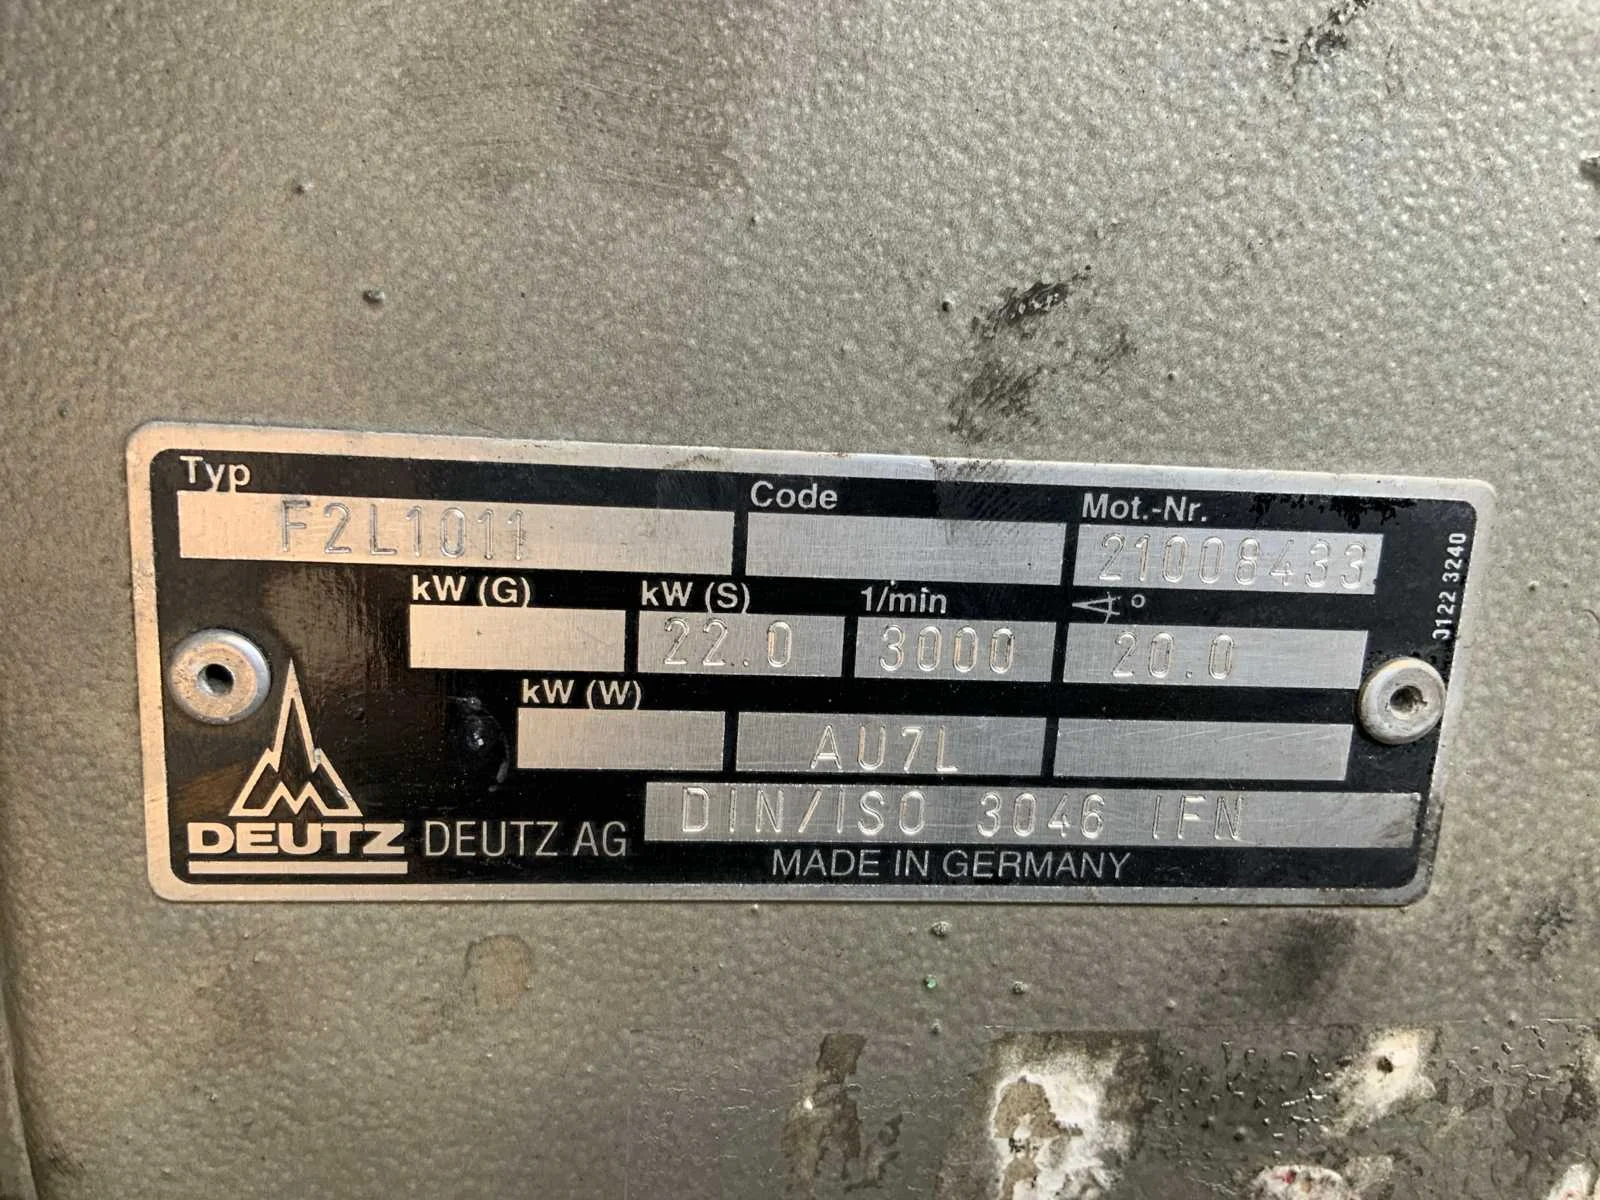 Typ Code Mot.-Nr.
F2L1011 21008433
kW (G) kW (S) 1/min °
22.0 3000 20.0
kW (W)
AU7L
DIN/ISO 3046 IFN
DEUTZ DEUTZ AG
MADE IN GERMANY
3122 3240